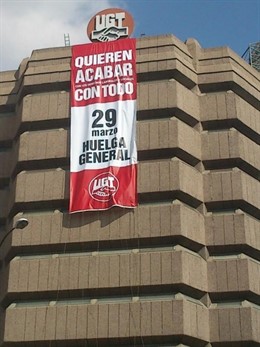 UGT
QUIEREN
ACABAR
CON TODO
29
marzo
HUELGA
GENERAL
UGT